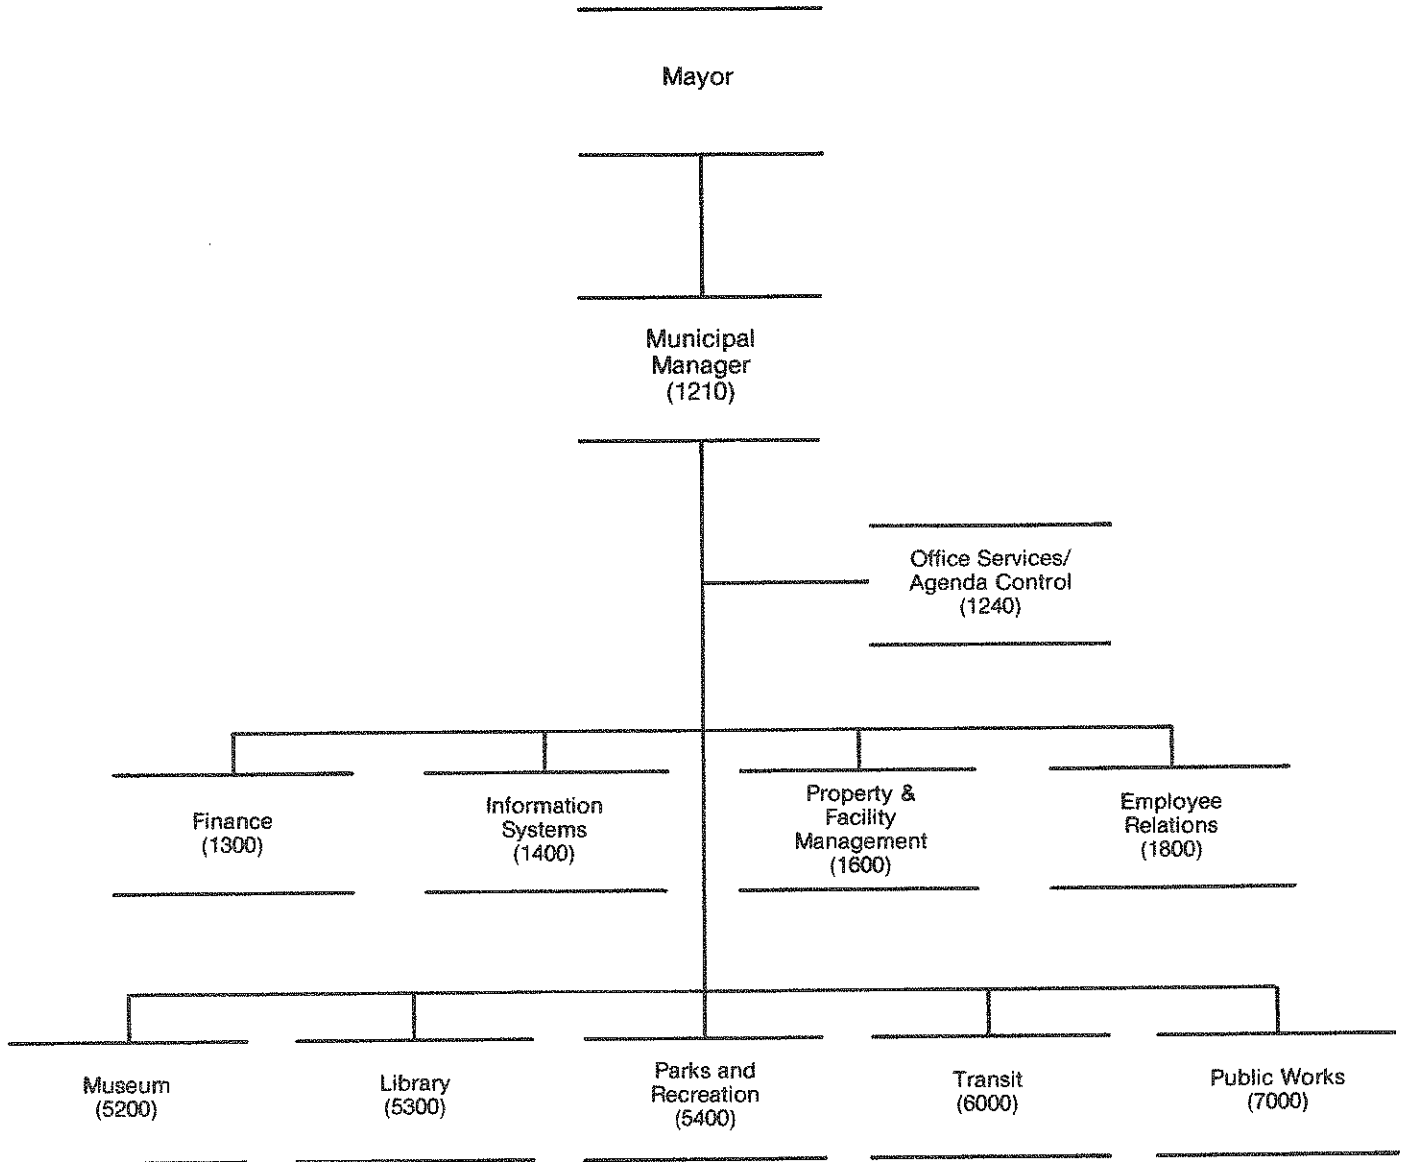 Mayor
Municipal
Manager
(1210)
Office Services/
Agenda Control
(1240)
Finance
(1300)
Information
Systems
(1400)
Property &
Facility
Management
(1600)
Employee
Relations
(1800)
Museum
(5200)
Library
(5300)
Parks and
Recreation
(5400)
Transit
(6000)
Public Works
(7000)